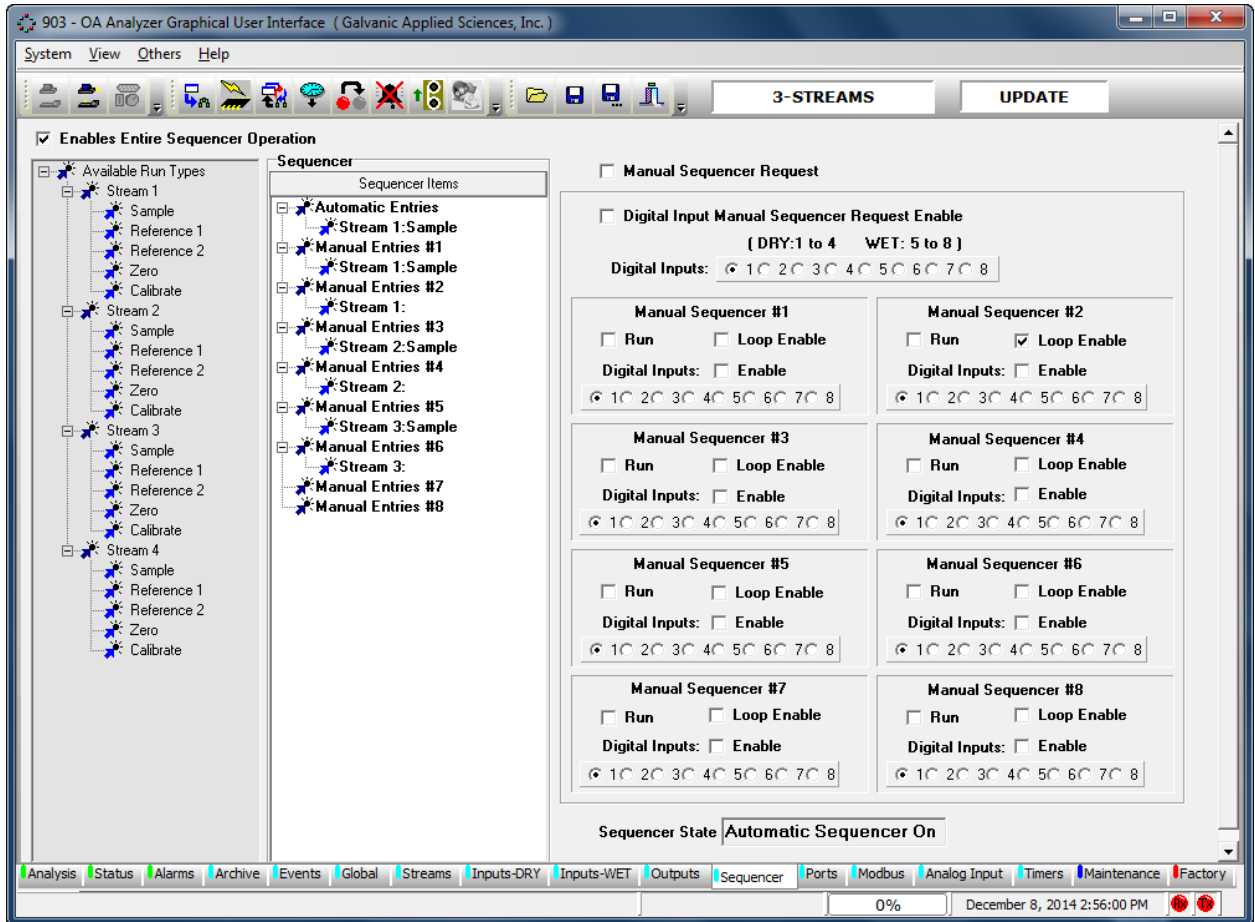 903 - OA Analyzer Graphical User Interface ( Galvanic Applied Sciences, Inc. )
System View Others Help
3-STREAMS UPDATE
Enables Entire Sequencer Operation
Available Run Types
Stream 1
Sample
Reference 1
Reference 2
Zero
Calibrate
Stream 2
Sample
Reference 1
Reference 2
Zero
Calibrate
Stream 3
Sample
Reference 1
Reference 2
Zero
Calibrate
Stream 4
Sample
Reference 1
Reference 2
Zero
Calibrate
Sequencer
Sequencer Items
Automatic Entries
Stream 1:Sample
Manual Entries #1
Stream 1:Sample
Manual Entries #2
Stream 1:
Manual Entries #3
Stream 2:Sample
Manual Entries #4
Stream 2:
Manual Entries #5
Stream 3:Sample
Manual Entries #6
Stream 3:
Manual Entries #7
Manual Entries #8
Manual Sequencer Request
Digital Input Manual Sequencer Request Enable
( DRY:1 to 4 WET: 5 to 8 )
Digital Inputs: 1 2 3 4 5 6 7 8
Manual Sequencer #1
Run Loop Enable
Digital Inputs: Enable
1 2 3 4 5 6 7 8
Manual Sequencer #2
Run Loop Enable
Digital Inputs: Enable
1 2 3 4 5 6 7 8
Manual Sequencer #3
Run Loop Enable
Digital Inputs: Enable
1 2 3 4 5 6 7 8
Manual Sequencer #4
Run Loop Enable
Digital Inputs: Enable
1 2 3 4 5 6 7 8
Manual Sequencer #5
Run Loop Enable
Digital Inputs: Enable
1 2 3 4 5 6 7 8
Manual Sequencer #6
Run Loop Enable
Digital Inputs: Enable
1 2 3 4 5 6 7 8
Manual Sequencer #7
Run Loop Enable
Digital Inputs: Enable
1 2 3 4 5 6 7 8
Manual Sequencer #8
Run Loop Enable
Digital Inputs: Enable
1 2 3 4 5 6 7 8
Sequencer State Automatic Sequencer On
Analysis Status Alarms Archive Events Global Streams Inputs-DRY Inputs-WET Outputs Sequencer Ports Modbus Analog Input Timers Maintenance Factory
0% December 8, 2014 2:56:00 PM Rx Tx